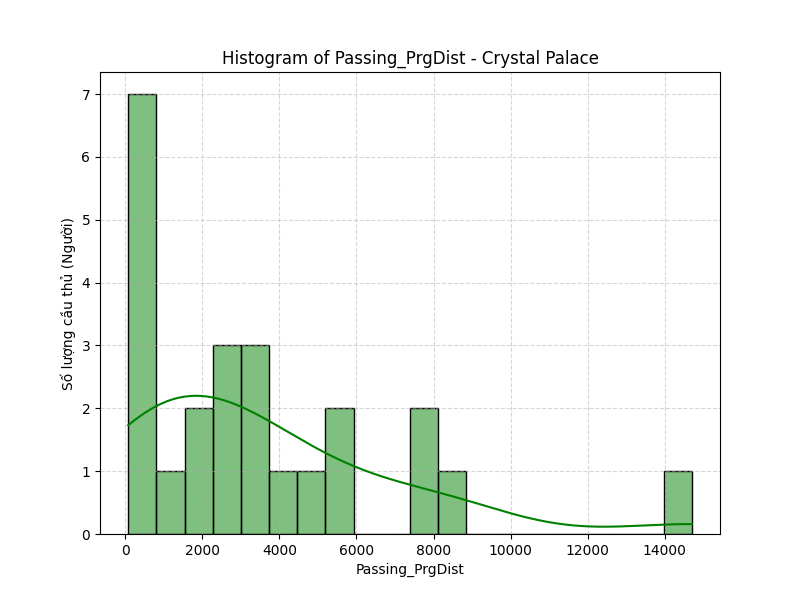 Histogram of Passing_PrgDist - Crystal Palace
Số lượng cầu thủ (Người)
7
6
5
4
3
2
1
0
0 2000 4000 6000 8000 10000 12000 14000
Passing_PrgDist